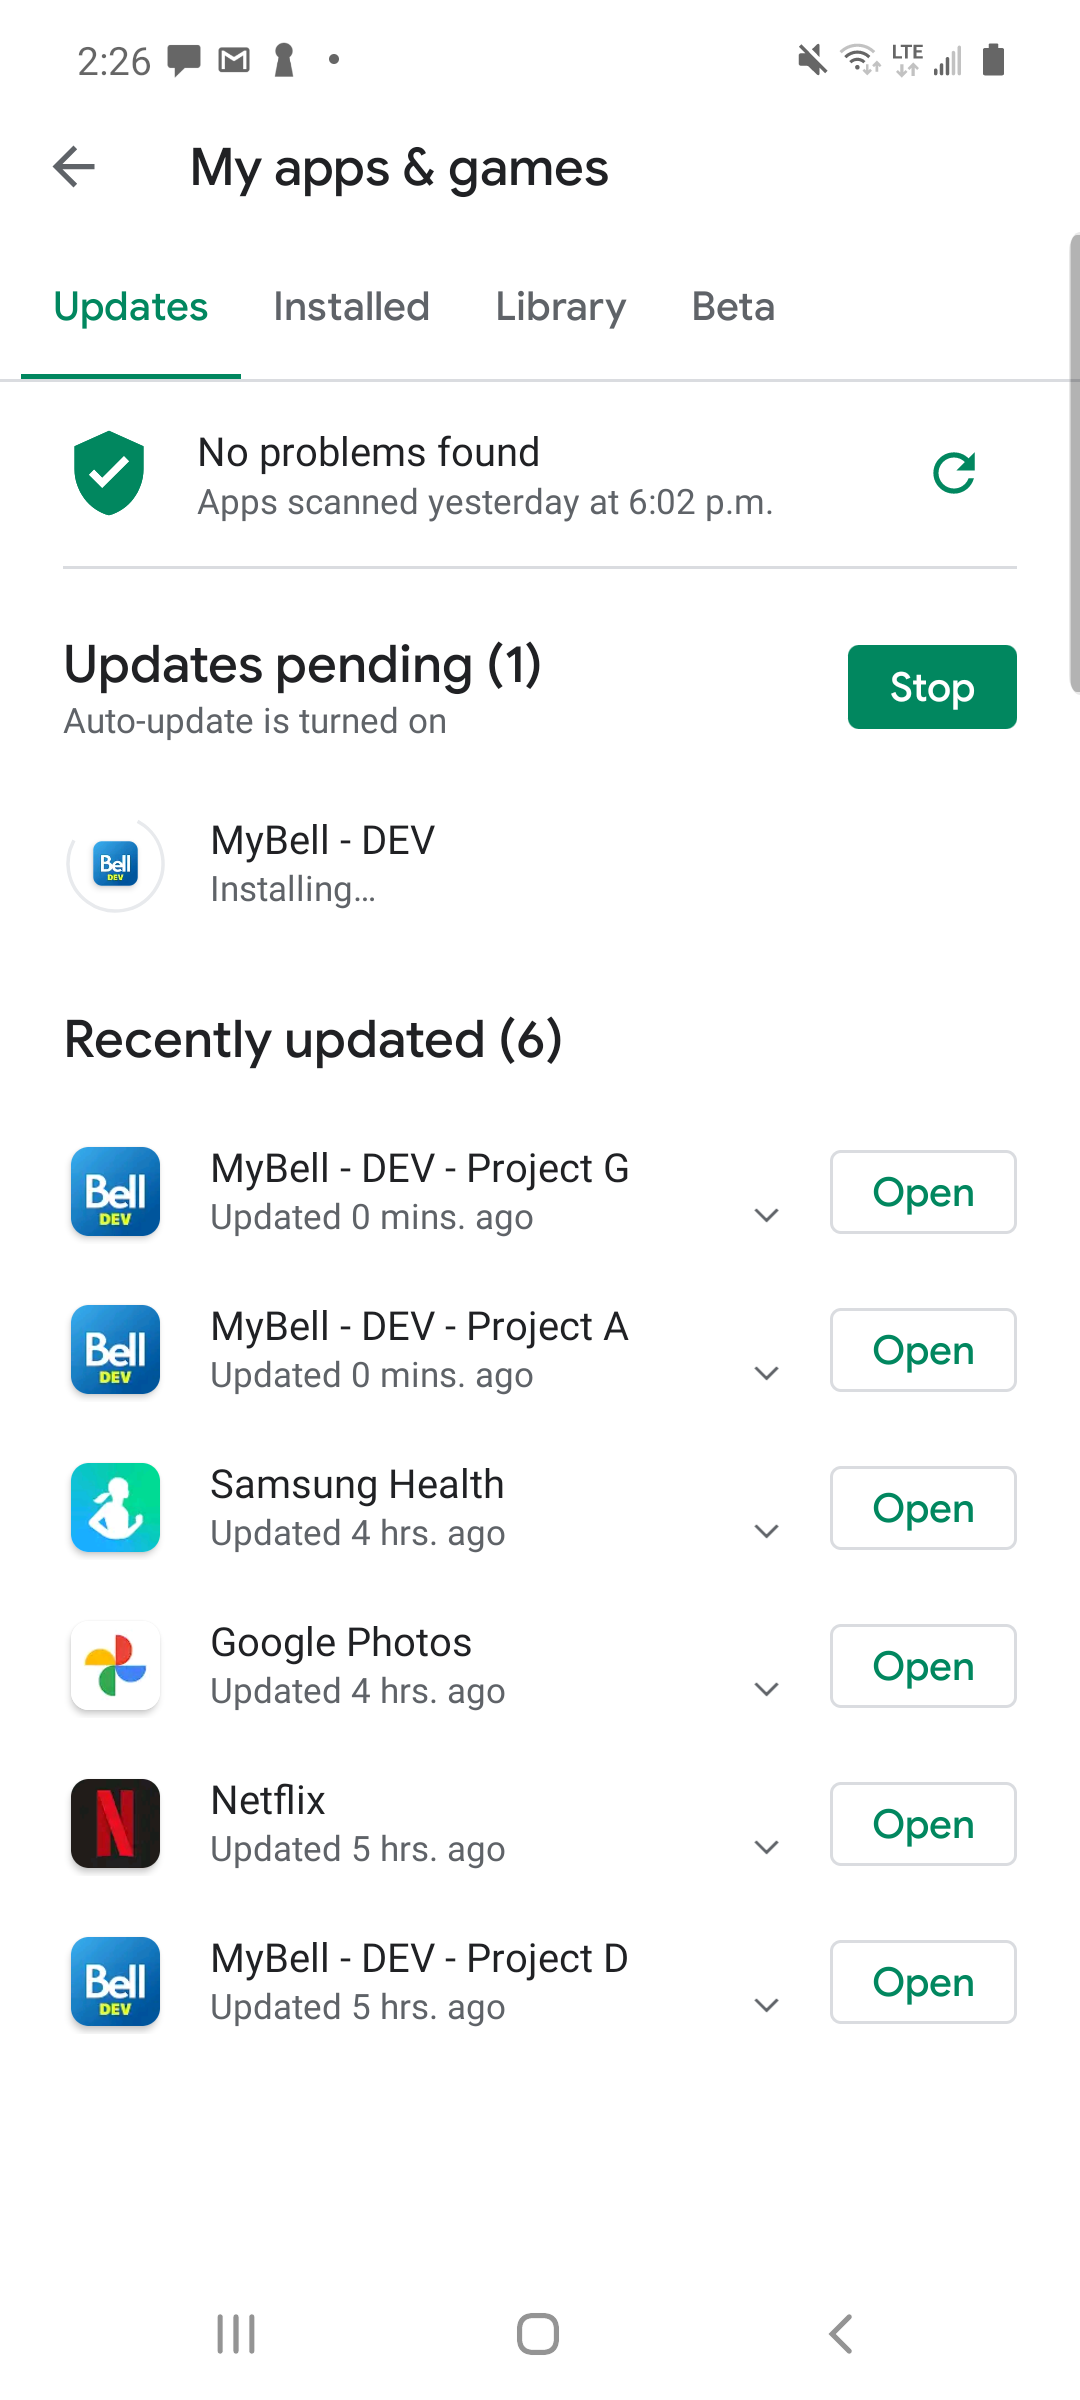 2:26 LTE
My apps & games
Updates Installed Library Beta
No problems found
Apps scanned yesterday at 6:02 p.m.
Updates pending (1)
Auto-update is turned on
Stop
Bell
DEV
MyBell - DEV
Installing…
Recently updated (6)
Bell
DEV
MyBell - DEV - Project G
Updated 0 mins. ago
Open
Bell
DEV
MyBell - DEV - Project A
Updated 0 mins. ago
Open
Samsung Health
Updated 4 hrs. ago
Open
Google Photos
Updated 4 hrs. ago
Open
N
Netflix
Updated 5 hrs. ago
Open
Bell
DEV
MyBell - DEV - Project D
Updated 5 hrs. ago
Open